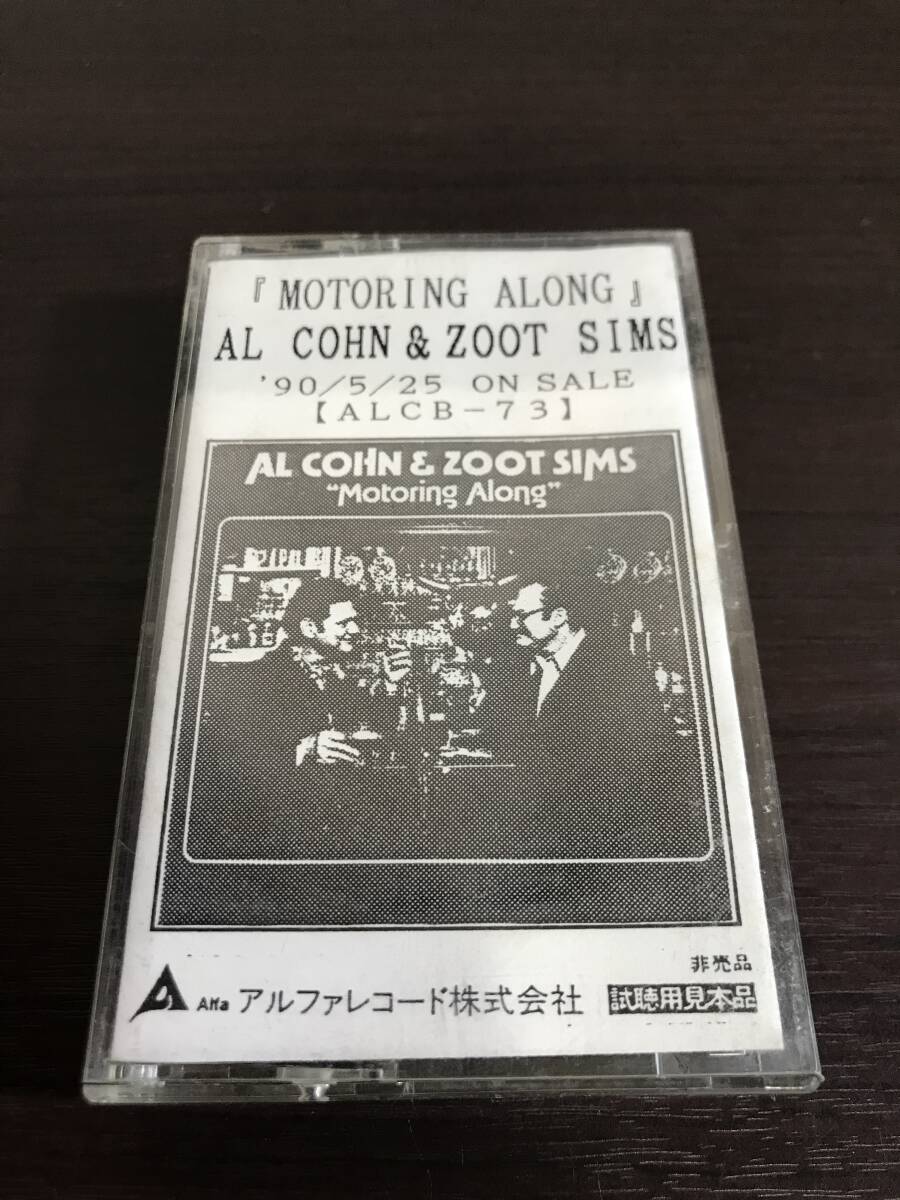 『MOTORING ALONG』
AL COHN & ZOOT SIMS
'90/5/25 ON SALE
【ALCB-73】
AL COHN & ZOOT SIMS
"Motoring Along"
非売品
Alfa アルファレコード株式会社 試聴用見本品